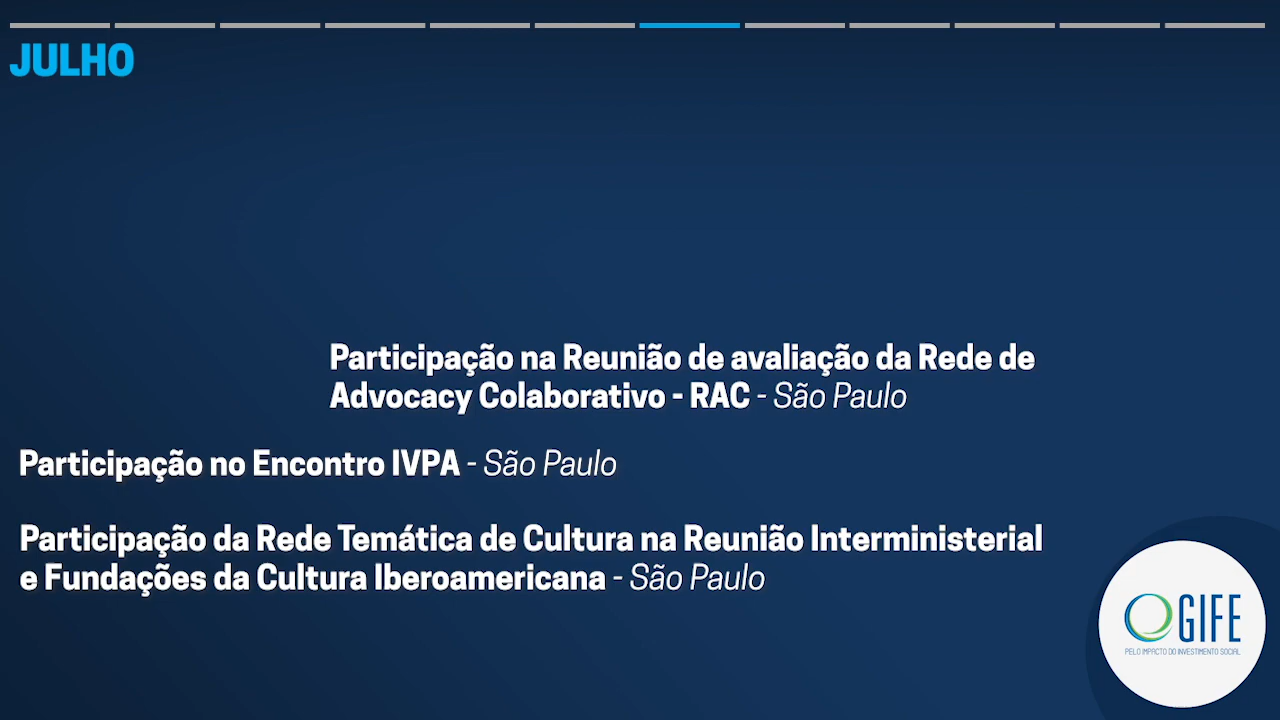 JULHO
Participação na Reunião de avaliação da Rede de
Advocacy Colaborativo - RAC - São Paulo
Participação no Encontro IVPA - São Paulo
Participação da Rede Temática de Cultura na Reunião Interministerial
e Fundações da Cultura Iberoamericana - São Paulo
GIFE
PELO IMPACTO DO INVESTIMENTO SOCIAL